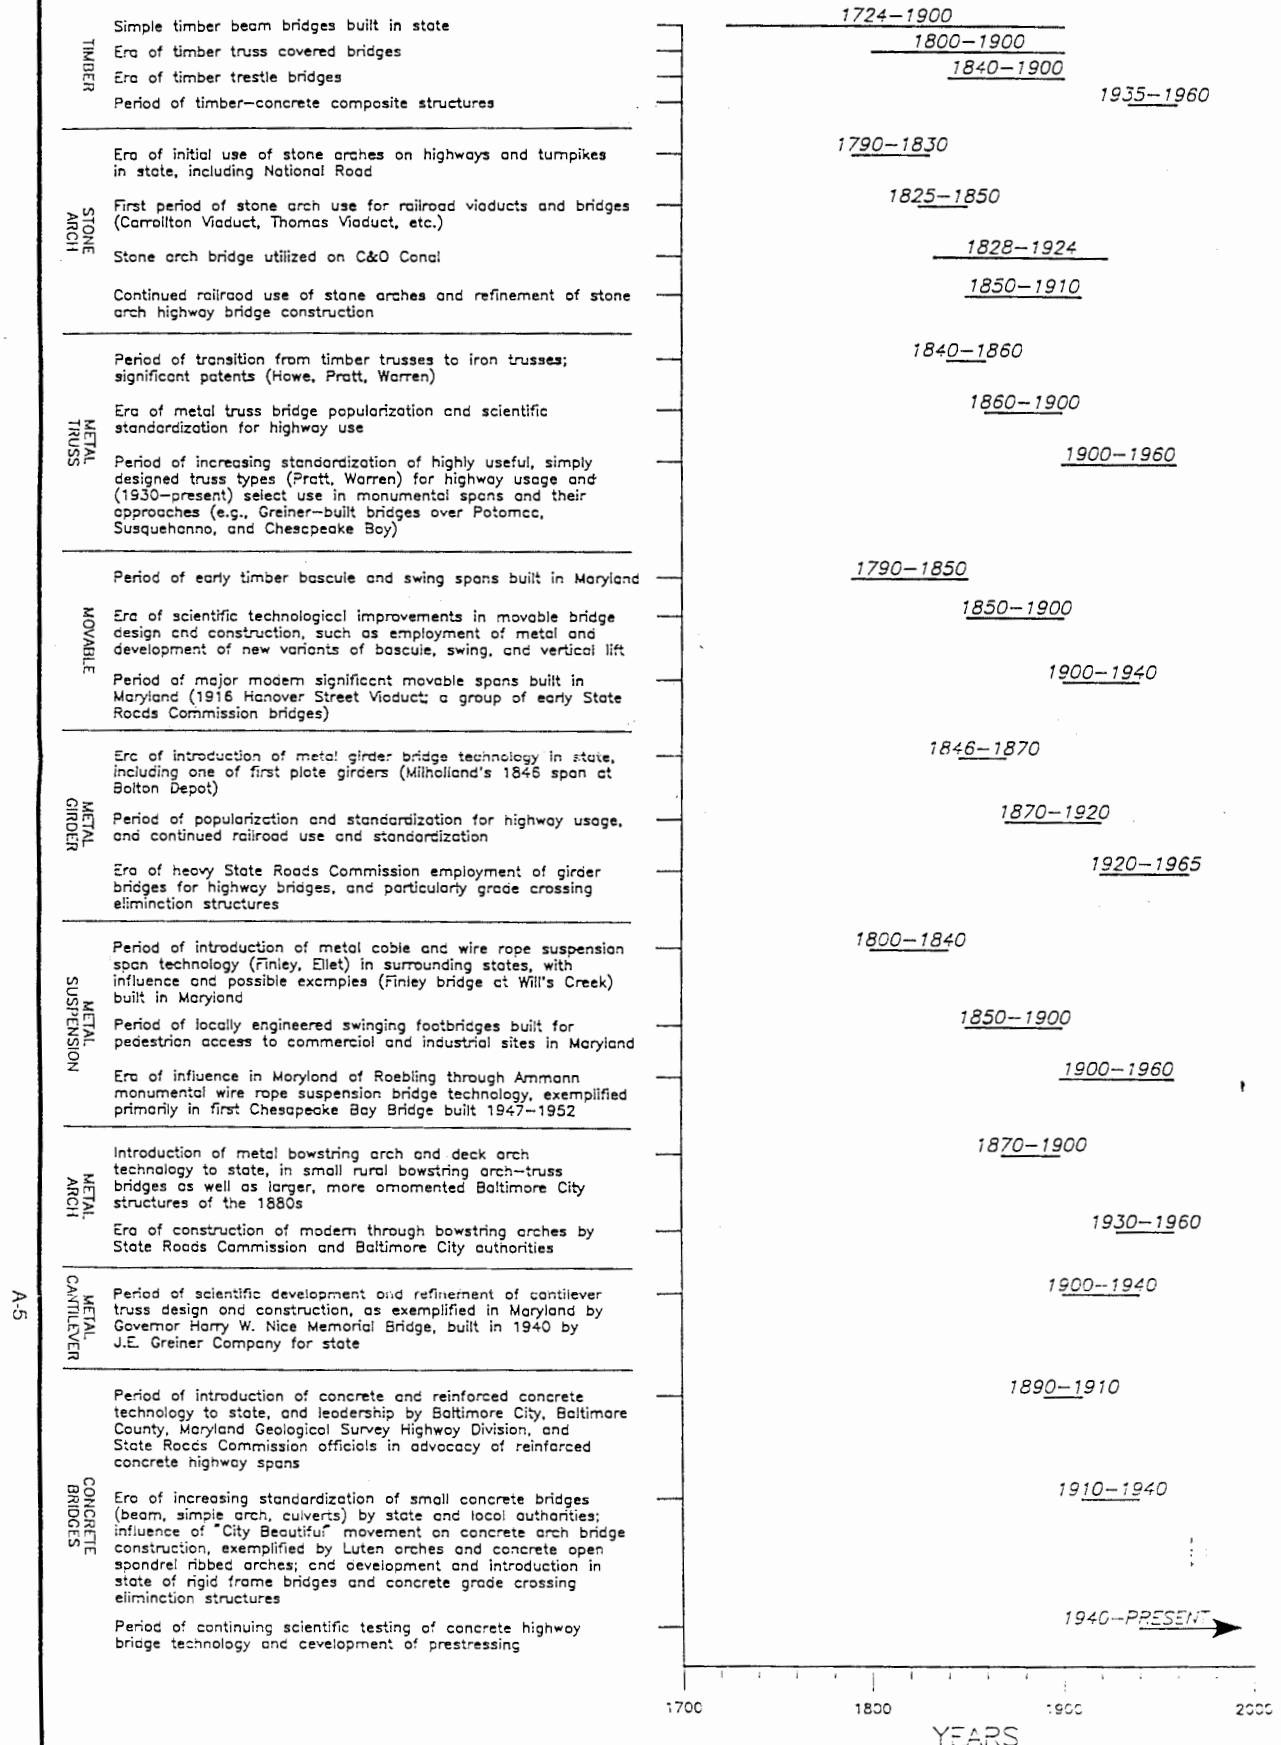 TIMBER
Simple timber beam bridges built in state
1724–1900
Era of timber truss covered bridges
1800–1900
Era of timber trestle bridges
1840–1900
Period of timber–concrete composite structures
1935–1960
STONE
ARCH
Era of initial use of stone arches on highways and turnpikes
in state, including National Road
1790–1830
First period of stone arch use for railroad viaducts and bridges
(Carrollton Viaduct, Thomas Viaduct, etc.)
1825–1850
Stone arch bridge utilized on C&O Canal
1828–1924
Continued railroad use of stone arches and refinement of stone
arch highway bridge construction
1850–1910
METAL
TRUSS
Period of transition from timber trusses to iron trusses;
significant patents (Howe, Pratt, Warren)
1840–1860
Era of metal truss bridge popularization and scientific
standardization for highway use
1860–1900
Period of increasing standardization of highly useful, simply
designed truss types (Pratt, Warren) for highway usage and
(1930–present) select use in monumental spans and their
approaches (e.g., Greiner–built bridges over Potomac,
Susquehanna, and Chesapeake Bay)
1900–1960
MOVABLE
Period of early timber bascule and swing spans built in Maryland
1790–1850
Era of scientific technological improvements in movable bridge
design and construction, such as employment of metal and
development of new variants of bascule, swing, and vertical lift
1850–1900
Period of major modern significant movable spans built in
Maryland (1916 Hanover Street Viaduct; a group of early State
Roads Commission bridges)
1900–1940
METAL
GIRDER
Era of introduction of metal girder bridge technology in state,
including one of first plate girders (Milholland's 1846 span at
Bolton Depot)
1846–1870
Period of popularization and standardization for highway usage,
and continued railroad use and standardization
1870–1920
Era of heavy State Roads Commission employment of girder
bridges for highway bridges, and particularly grade crossing
elimination structures
1920–1965
METAL
SUSPENSION
Period of introduction of metal cable and wire rope suspension
span technology (Finley, Ellet) in surrounding states, with
influence and possible examples (Finley bridge at Will's Creek)
built in Maryland
1800–1840
Period of locally engineered swinging footbridges built for
pedestrian access to commercial and industrial sites in Maryland
1850–1900
Era of influence in Maryland of Roebling through Ammann
monumental wire rope suspension bridge technology, exemplified
primarily in first Chesapeake Bay Bridge built 1947–1952
1900–1960
METAL
ARCH
Introduction of metal bowstring arch and deck arch
technology to state, in small rural bowstring arch–truss
bridges as well as larger, more ornamented Baltimore City
structures of the 1880s
1870–1900
Era of construction of modern through bowstring arches by
State Roads Commission and Baltimore City authorities
1930–1960
METAL
CANTILEVER
Period of scientific development and refinement of cantilever
truss design and construction, as exemplified in Maryland by
Governor Harry W. Nice Memorial Bridge, built in 1940 by
J.E. Greiner Company for state
1900–1940
A-5
CONCRETE
BRIDGES
Period of introduction of concrete and reinforced concrete
technology to state, and leadership by Baltimore City, Baltimore
County, Maryland Geological Survey Highway Division, and
State Roads Commission officials in advocacy of reinforced
concrete highway spans
1890–1910
Era of increasing standardization of small concrete bridges
(beam, simple arch, culverts) by state and local authorities;
influence of "City Beautiful" movement on concrete arch bridge
construction, exemplified by Luten arches and concrete open
spandrel ribbed arches; and development and introduction in
state of rigid frame bridges and concrete grade crossing
elimination structures
1910–1940
Period of continuing scientific testing of concrete highway
bridge technology and development of prestressing
1940–PRESENT
1700
1800
1900
2000
YEARS